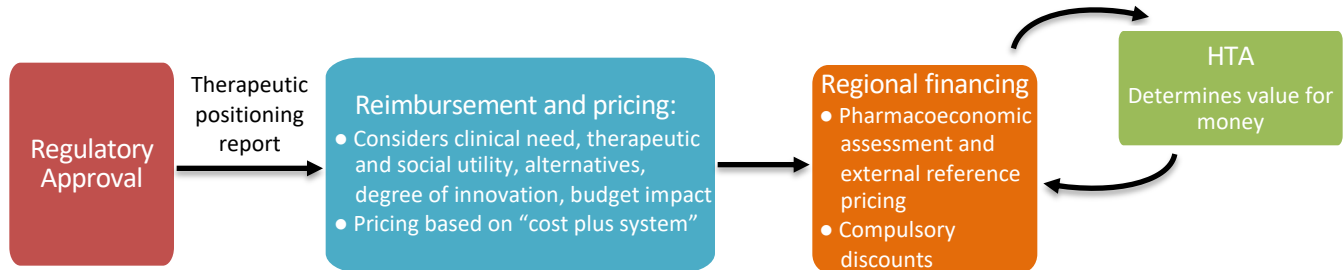 Regulatory
Approval
Therapeutic
positioning
report
Reimbursement and pricing:
● Considers clinical need, therapeutic
and social utility, alternatives,
degree of innovation, budget impact
● Pricing based on “cost plus system”
Regional financing
● Pharmacoeconomic
assessment and
external reference
pricing
● Compulsory
discounts
HTA
Determines value for
money